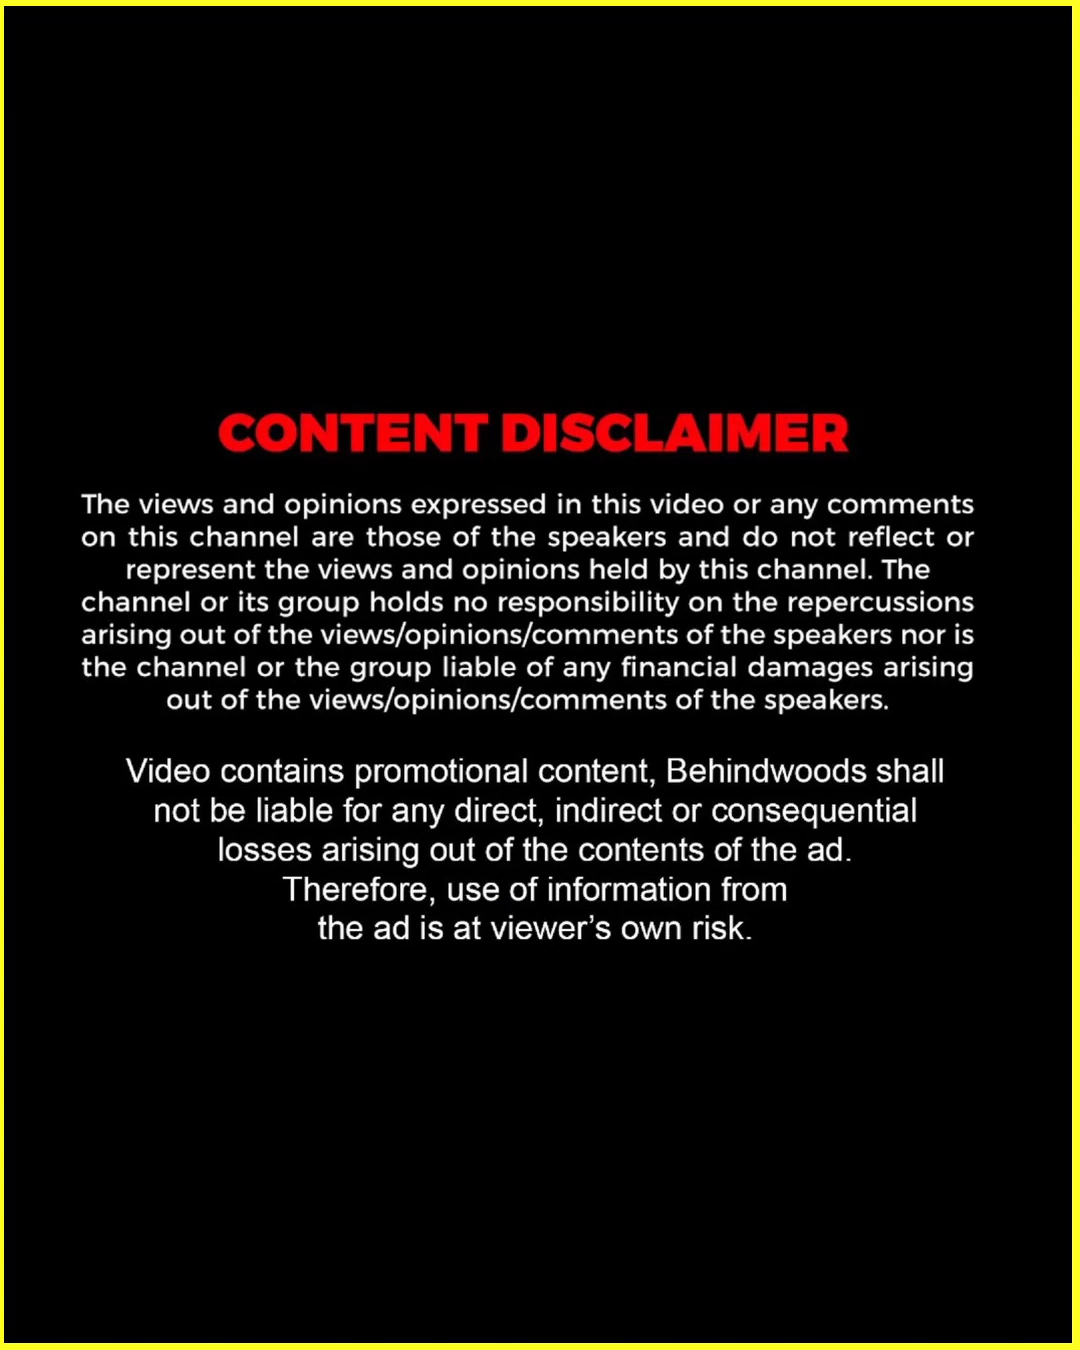 CONTENT DISCLAIMER
The views and opinions expressed in this video or any comments
on this channel are those of the speakers and do not reflect or
represent the views and opinions held by this channel. The
channel or its group holds no responsibility on the repercussions
arising out of the views/opinions/comments of the speakers nor is
the channel or the group liable of any financial damages arising
out of the views/opinions/comments of the speakers.
Video contains promotional content, Behindwoods shall
not be liable for any direct, indirect or consequential
losses arising out of the contents of the ad.
Therefore, use of information from
the ad is at viewer’s own risk.